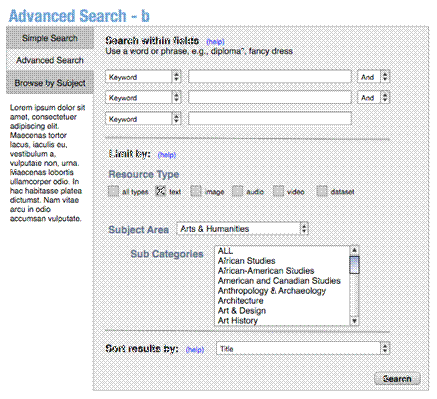 Advanced Search - b
Simple Search
Advanced Search
Browse by Subject
Lorem ipsum dolor sit
amet, consectetuer
adipiscing elit.
Maecenas tortor
lacus, iaculis eu,
vestibulum a,
vulputate non, urna.
Maecenas lobortis
ullamcorper odio. In
hac habitasse platea
dictumst. Nam vitae
arcu in odio
accumsan vulputate.
Search within fields (help)
Use a word or phrase, e.g., diploma*, fancy dress
Keyword And
Keyword And
Keyword
Limit by: (help)
Resource Type
all types text image audio video dataset
Subject Area Arts & Humanities
Sub Categories ALL
African Studies
African-American Studies
American and Canadian Studies
Anthropology & Archaeology
Architecture
Art & Design
Art History
Sort results by: (help) Title
Search